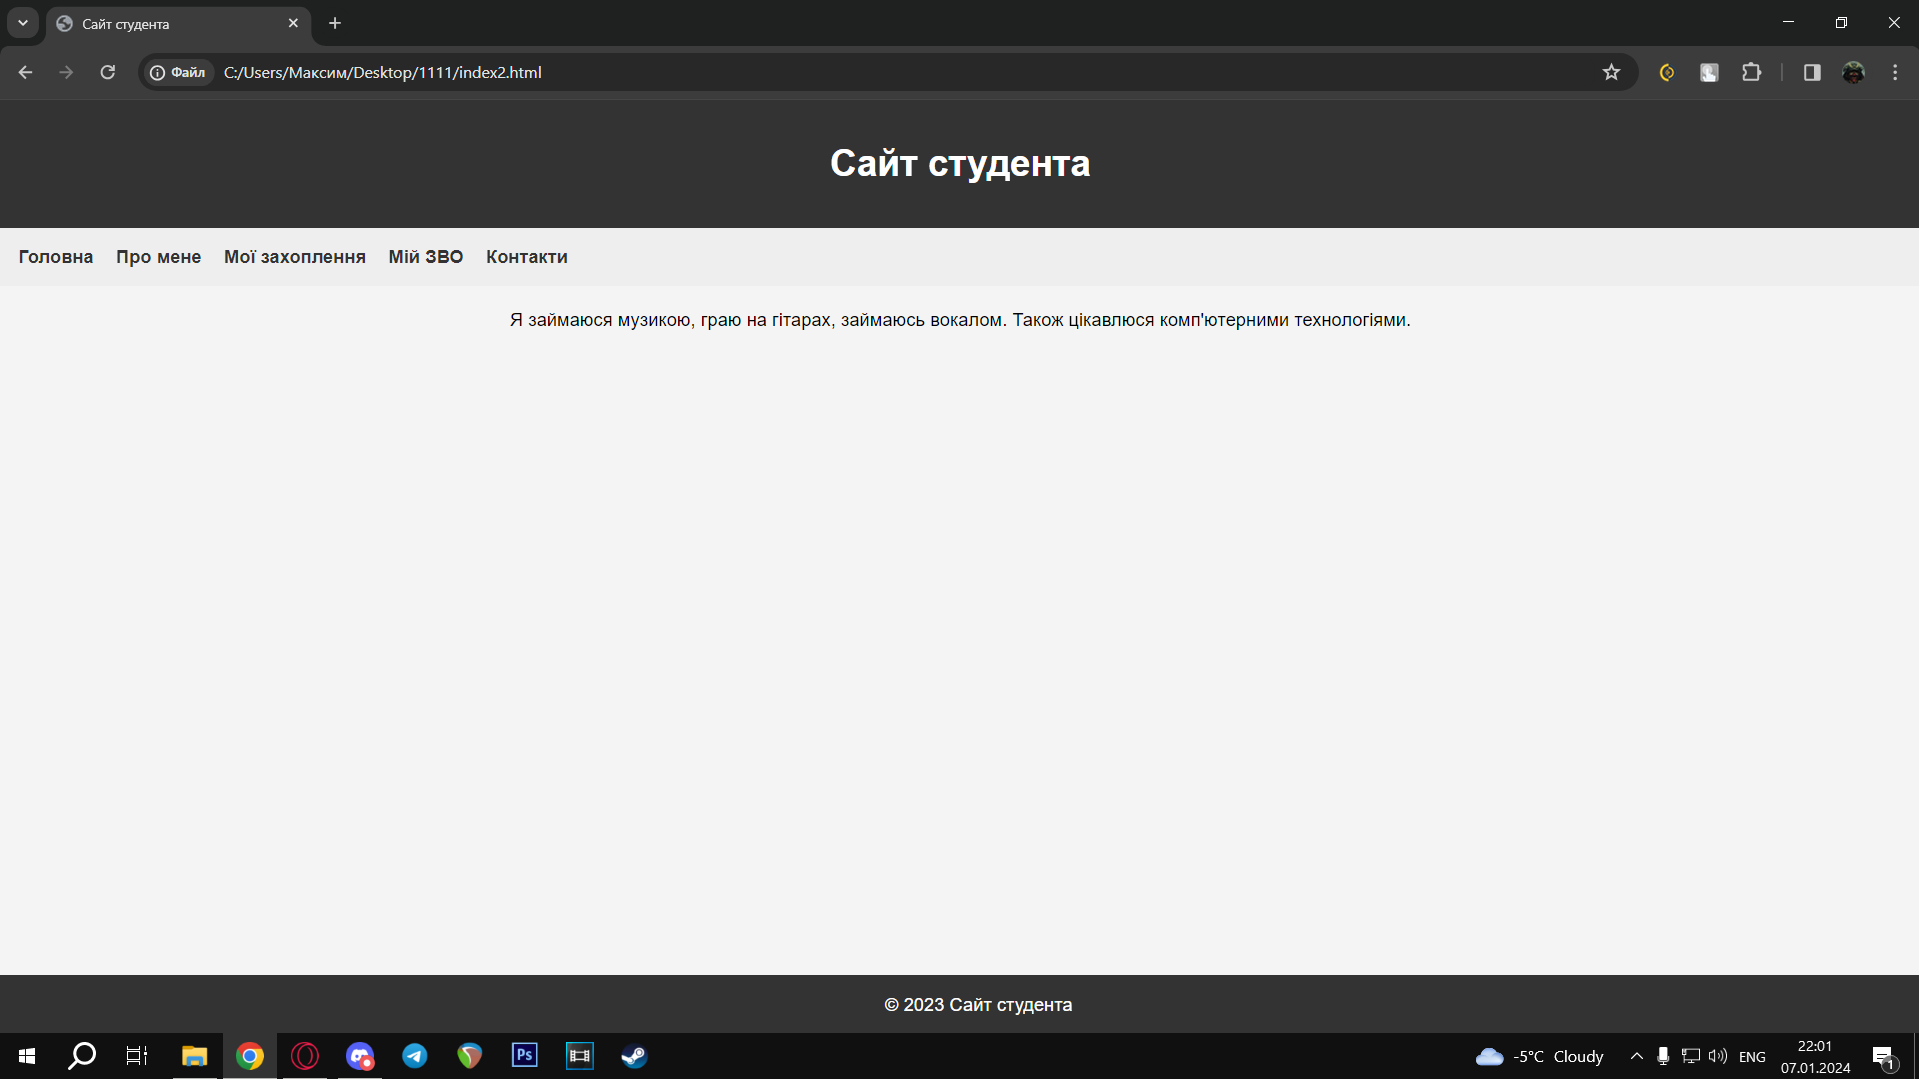 Сайт студента
Файл C:/Users/Максим/Desktop/1111/index2.html
Сайт студента
Головна Про мене Мої захоплення Мій ЗВО Контакти
Я займаюся музикою, граю на гітарах, займаюсь вокалом. Також цікавлюся комп'ютерними технологіями.
© 2023 Сайт студента
Ps
-5°C Cloudy ENG
22:01
07.01.2024
1